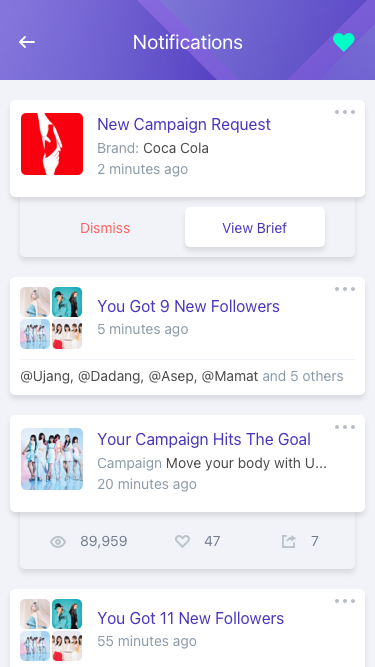 Notifications
New Campaign Request
Brand: Coca Cola
2 minutes ago
Dismiss
View Brief
You Got 9 New Followers
5 minutes ago
@Ujang, @Dadang, @Asep, @Mamat and 5 others
Your Campaign Hits The Goal
Campaign Move your body with U...
20 minutes ago
89,959
47
7
You Got 11 New Followers
55 minutes ago